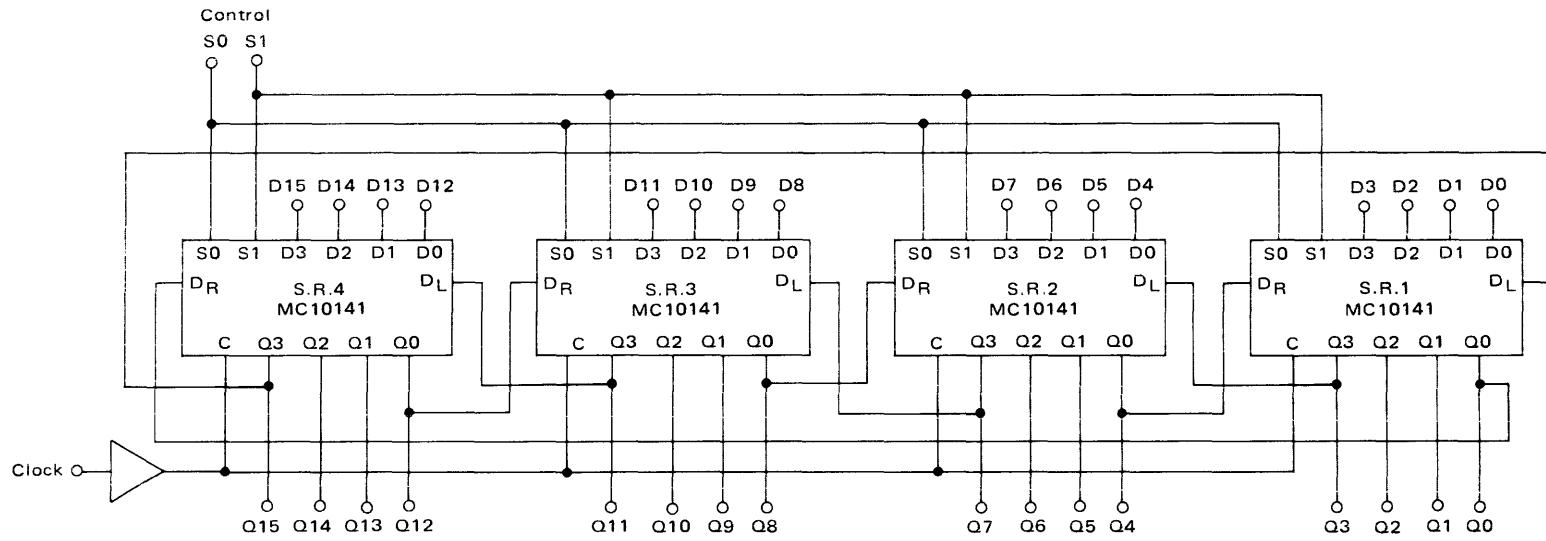 Control
S0 S1
D15 D14 D13 D12 D11 D10 D9 D8 D7 D6 D5 D4 D3 D2 D1 D0
S0 S1 D3 D2 D1 D0 S0 S1 D3 D2 D1 D0 S0 S1 D3 D2 D1 D0 S0 S1 D3 D2 D1 D0
DR S.R.4 DL DR S.R.3 DL DR S.R.2 DL DR S.R.1 DL
MC10141 MC10141 MC10141 MC10141
C Q3 Q2 Q1 Q0 C Q3 Q2 Q1 Q0 C Q3 Q2 Q1 Q0 C Q3 Q2 Q1 Q0
Clock
Q15 Q14 Q13 Q12 Q11 Q10 Q9 Q8 Q7 Q6 Q5 Q4 Q3 Q2 Q1 Q0